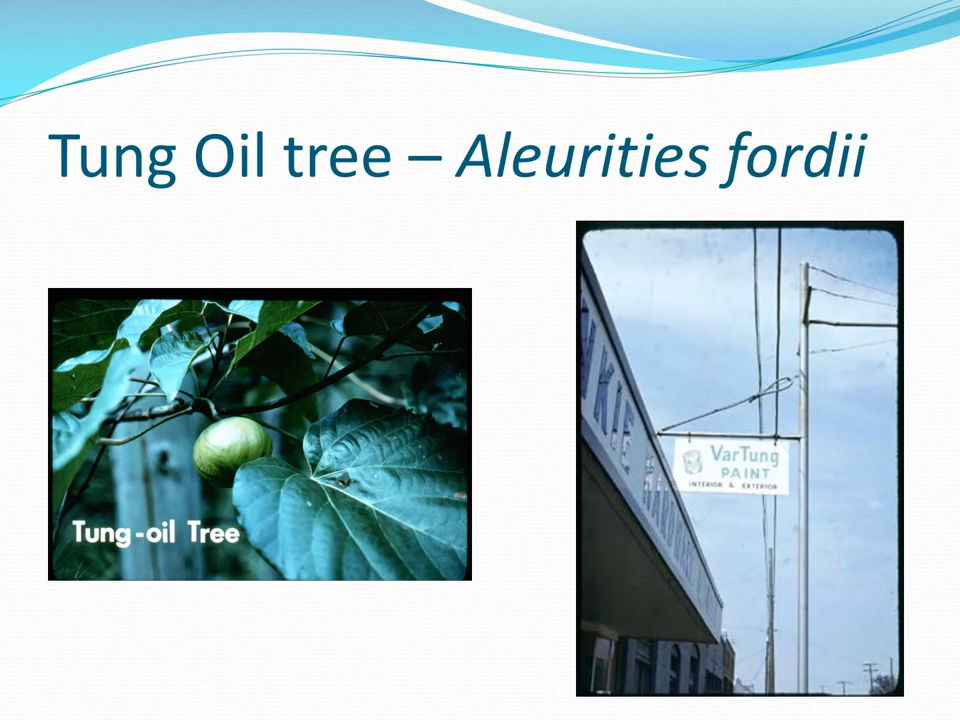 Tung Oil tree – Aleurities fordii
Tung-oil Tree
VarTung
PAINT
INTERIOR & EXTERIOR